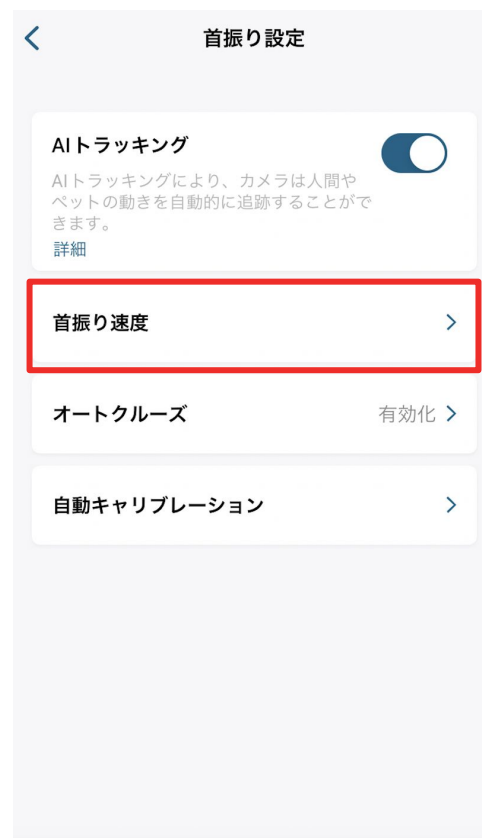 首振り設定
AIトラッキング
AIトラッキングにより、カメラは人間や
ペットの動きを自動的に追跡することがで
きます。
詳細
首振り速度
オートクルーズ 有効化
自動キャリブレーション